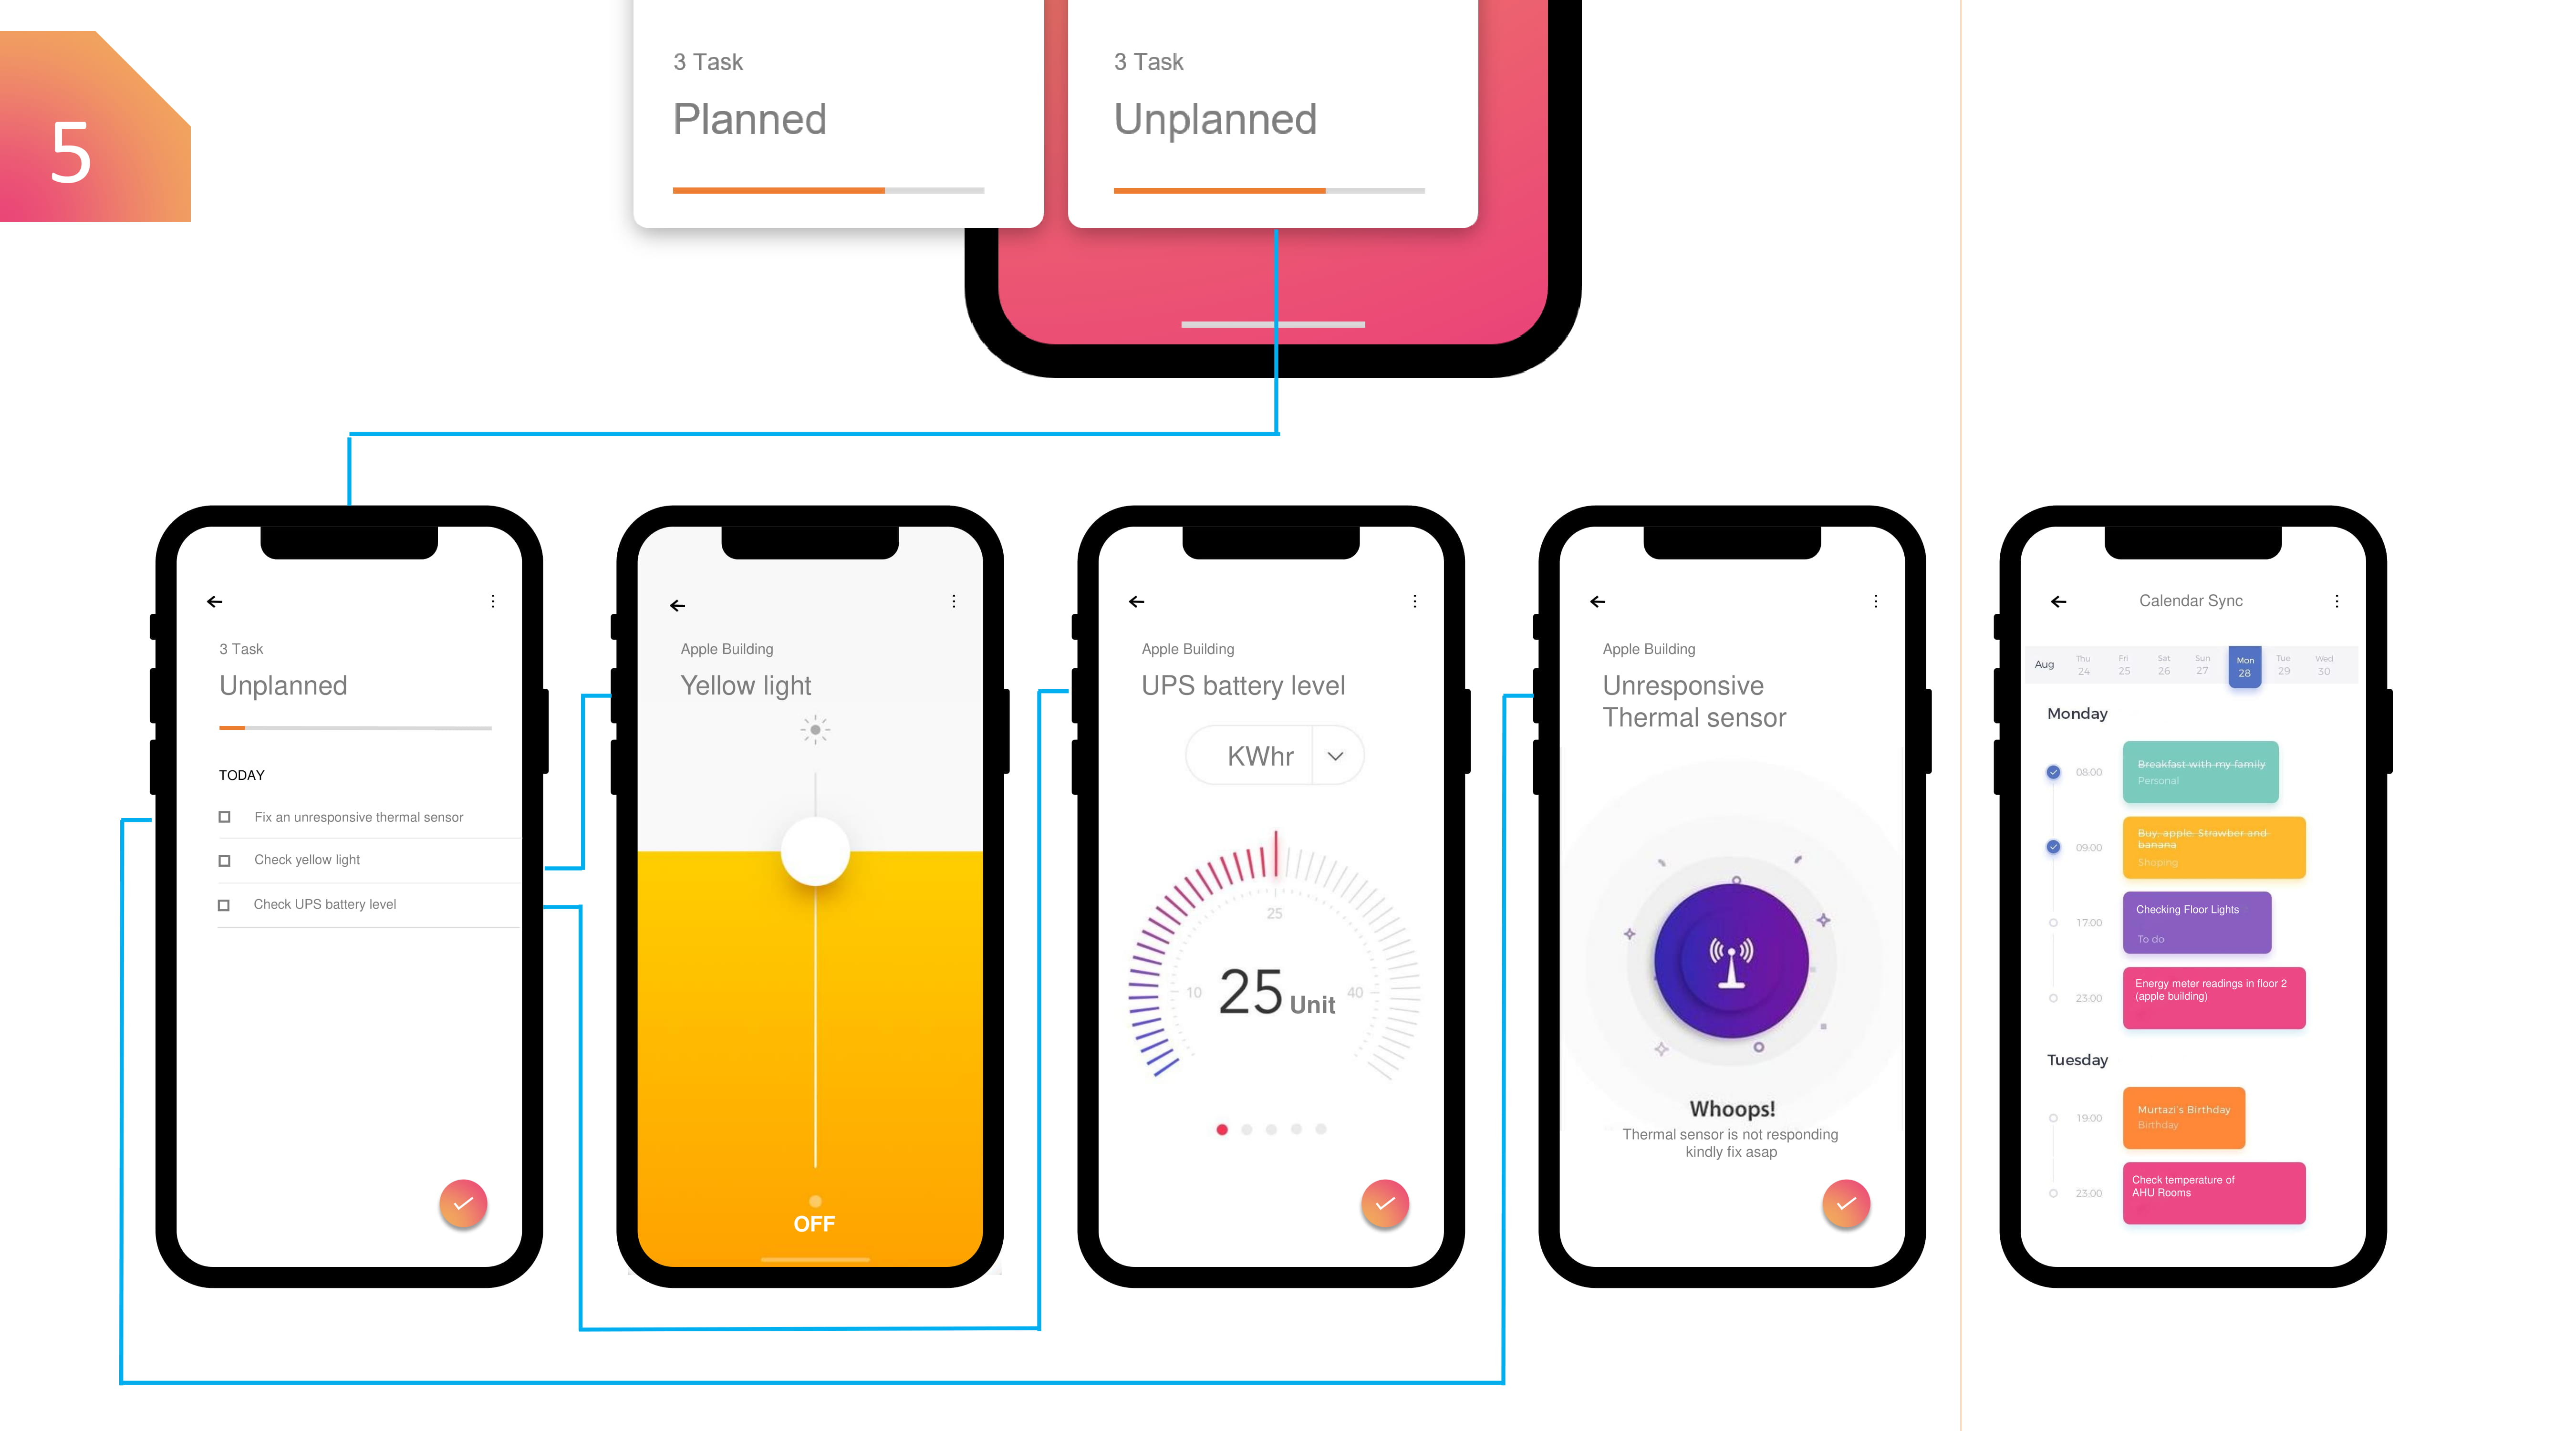 5
3 Task
Planned
3 Task
Unplanned
3 Task
Unplanned
TODAY
Fix an unresponsive thermal sensor
Check yellow light
Check UPS battery level
Apple Building
Yellow light
OFF
Apple Building
UPS battery level
KWhr
25
10
25 Unit
40
Apple Building
Unresponsive
Thermal sensor
Whoops!
Thermal sensor is not responding
kindly fix asap
Calendar Sync
Aug
Thu
24
Fri
25
Sat
26
Sun
27
Mon
28
Tue
29
Wed
30
Monday
08:00
Breakfast with my family
Personal
09:00
Buy, apple, Strawber and
banana
Shoping
17:00
Checking Floor Lights
To do
23:00
Energy meter readings in floor 2
(apple building)
Tuesday
19:00
Murtazi's Birthday
Birthday
23:00
Check temperature of
AHU Rooms